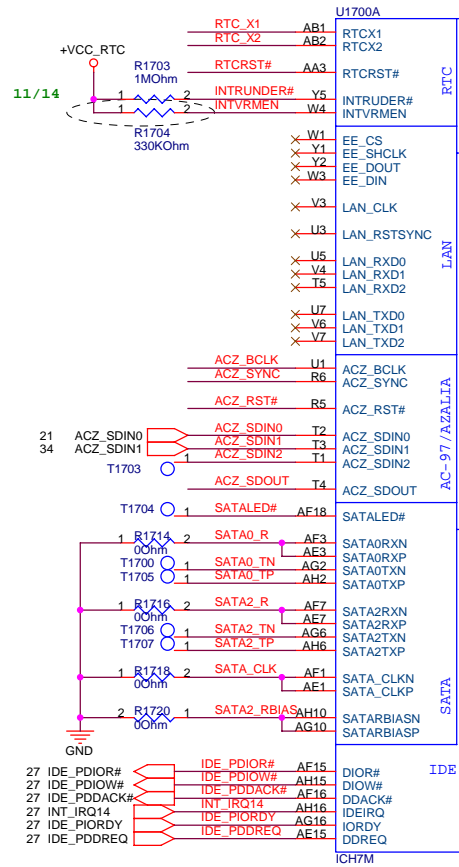 U1700A
RTC_X1 AB1 RTCX1
RTC_X2 AB2 RTCX2
+VCC_RTC
RTCRST# AA3 RTCRST#
R1703
1MOhm
11/14
1 2 INTRUDER# Y5 INTRUDER#
1 2 INTVRMEN W4 INTVRMEN
R1704
330KOhm
RTC
W1 EE_CS
Y1 EE_SHCLK
Y2 EE_DOUT
W3 EE_DIN
V3 LAN_CLK
U3 LAN_RSTSYNC
LAN
U5 LAN_RXD0
V4 LAN_RXD1
T5 LAN_RXD2
U7 LAN_TXD0
V6 LAN_TXD1
V7 LAN_TXD2
ACZ_BCLK U1 ACZ_BCLK
ACZ_SYNC R6 ACZ_SYNC
ACZ_RST# R5 ACZ_RST#
AC-97/AZALIA
21 ACZ_SDIN0 ACZ_SDIN0 T2 ACZ_SDIN0
34 ACZ_SDIN1 ACZ_SDIN1 T3 ACZ_SDIN1
T1703 1 ACZ_SDIN2 T1 ACZ_SDIN2
ACZ_SDOUT T4 ACZ_SDOUT
T1704 1 SATALED# AF18 SATALED#
R1714
1 2 SATA0_R AF3 SATA0RXN
0Ohm
AE3 SATA0RXP
T1700 1 SATA0_TN AG2 SATA0TXN
T1705 1 SATA0_TP AH2 SATA0TXP
R1716
1 2 SATA2_R AF7 SATA2RXN
0Ohm
AE7 SATA2RXP
T1706 1 SATA2_TN AG6 SATA2TXN
T1707 1 SATA2_TP AH6 SATA2TXP
R1718
1 2 SATA_CLK AF1 SATA_CLKN
0Ohm
AE1 SATA_CLKP
SATA
R1720
2 1 SATA2_RBIAS AH10 SATARBIASN
0Ohm
AG10 SATARBIASP
GND
IDE
27 IDE_PDIOR# IDE_PDIOR# AF15 DIOR#
27 IDE_PDIOW# IDE_PDIOW# AH15 DIOW#
27 IDE_PDDACK# IDE_PDDACK# AF16 DDACK#
27 INT_IRQ14 INT_IRQ14 AH16 IDEIRQ
27 IDE_PIORDY IDE_PIORDY AG16 IORDY
27 IDE_PDDREQ IDE_PDDREQ AE15 DDREQ
ICH7M